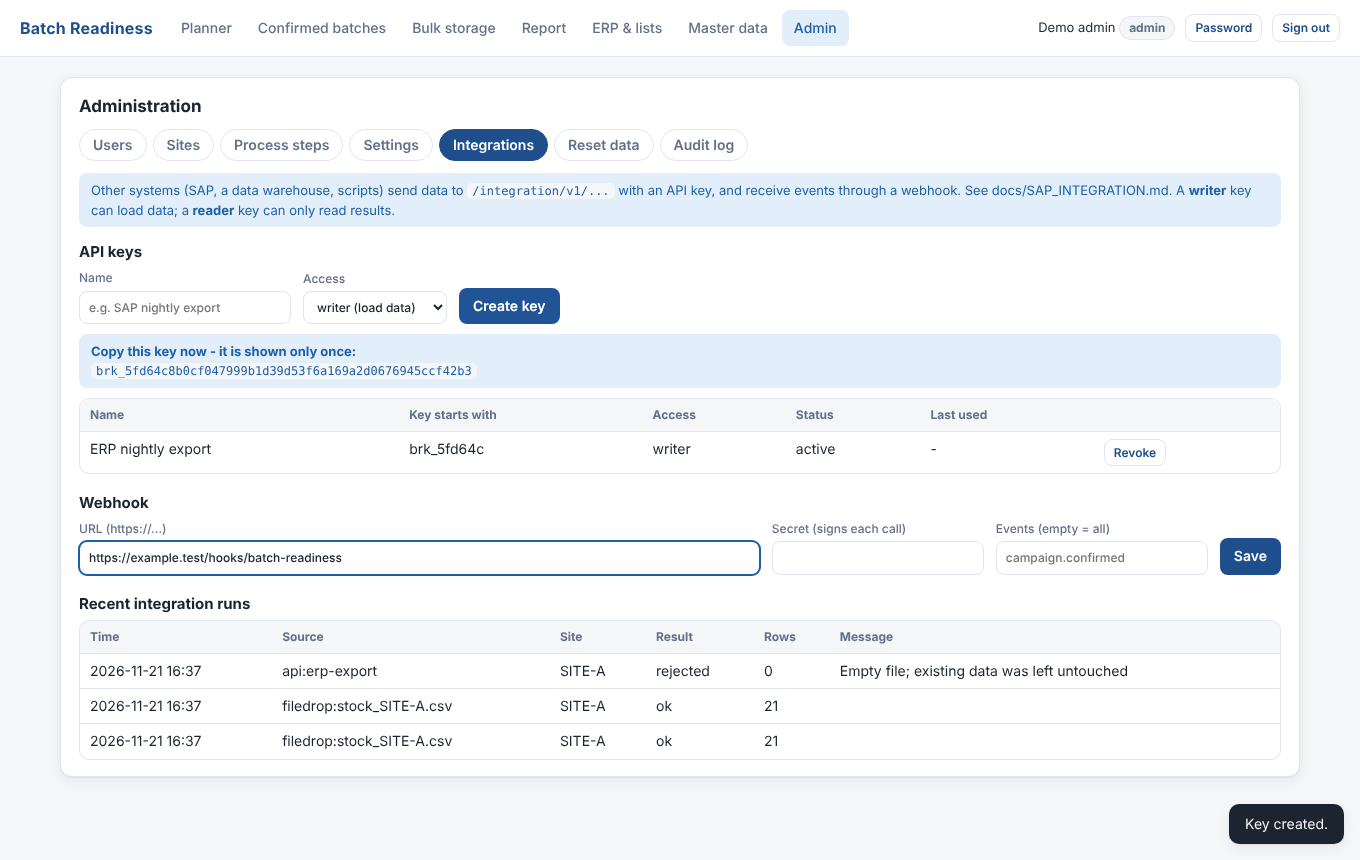 Batch Readiness Planner Confirmed batches Bulk storage Report ERP & lists Master data Admin Demo admin admin Password Sign out
Administration
Users Sites Process steps Settings Integrations Reset data Audit log
Other systems (SAP, a data warehouse, scripts) send data to /integration/v1/... with an API key, and receive events through a webhook. See docs/SAP_INTEGRATION.md. A writer key
can load data; a reader key can only read results.
API keys
Name Access
e.g. SAP nightly export writer (load data) Create key
Copy this key now - it is shown only once:
brk_5fd64c8b0cf047999b1d39d53f6a169a2d0676945ccf42b3
Name Key starts with Access Status Last used
ERP nightly export brk_5fd64c writer active - Revoke
Webhook
URL (https://...) Secret (signs each call) Events (empty = all)
https://example.test/hooks/batch-readiness campaign.confirmed Save
Recent integration runs
Time Source Site Result Rows Message
2026-11-21 16:37 api:erp-export SITE-A rejected 0 Empty file; existing data was left untouched
2026-11-21 16:37 filedrop:stock_SITE-A.csv SITE-A ok 21
2026-11-21 16:37 filedrop:stock_SITE-A.csv SITE-A ok 21
Key created.